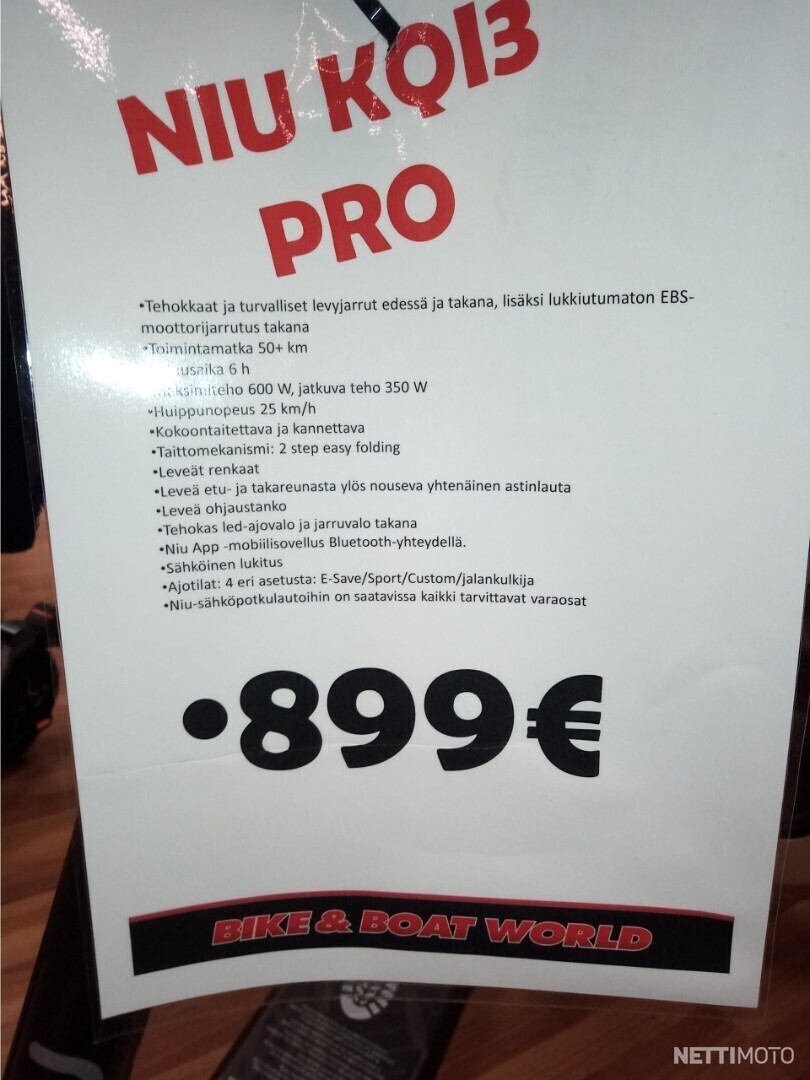 NIU KQI3
PRO
•Tehokkaat ja turvalliset levyjarrut edessä ja takana, lisäksi lukkiutumaton EBS-
moottorijarrutus takana
•Toimintamatka 50+ km
6 h
600 W, jatkuva teho 350 W
•Huippunopeus 25 km/h
•Kokoontaitettava ja kannettava
•Taittomekanismi: 2 step easy folding
•Leveät renkaat
•Leveä etu- ja takareunasta ylös nouseva yhtenäinen astinlauta
•Leveä ohjaustanko
•Tehokas led-ajovalo ja jarruvalo takana
•Niu App -mobiilisovellus Bluetooth-yhteydellä.
•Sähköinen lukitus
•Ajotilat: 4 eri asetusta: E-Save/Sport/Custom/jalankulkija
•Niu-sähköpotkulautoihin on saatavissa kaikki tarvittavat varaosat
•899€
BIKE & BOAT WORLD
NETTIMOTO